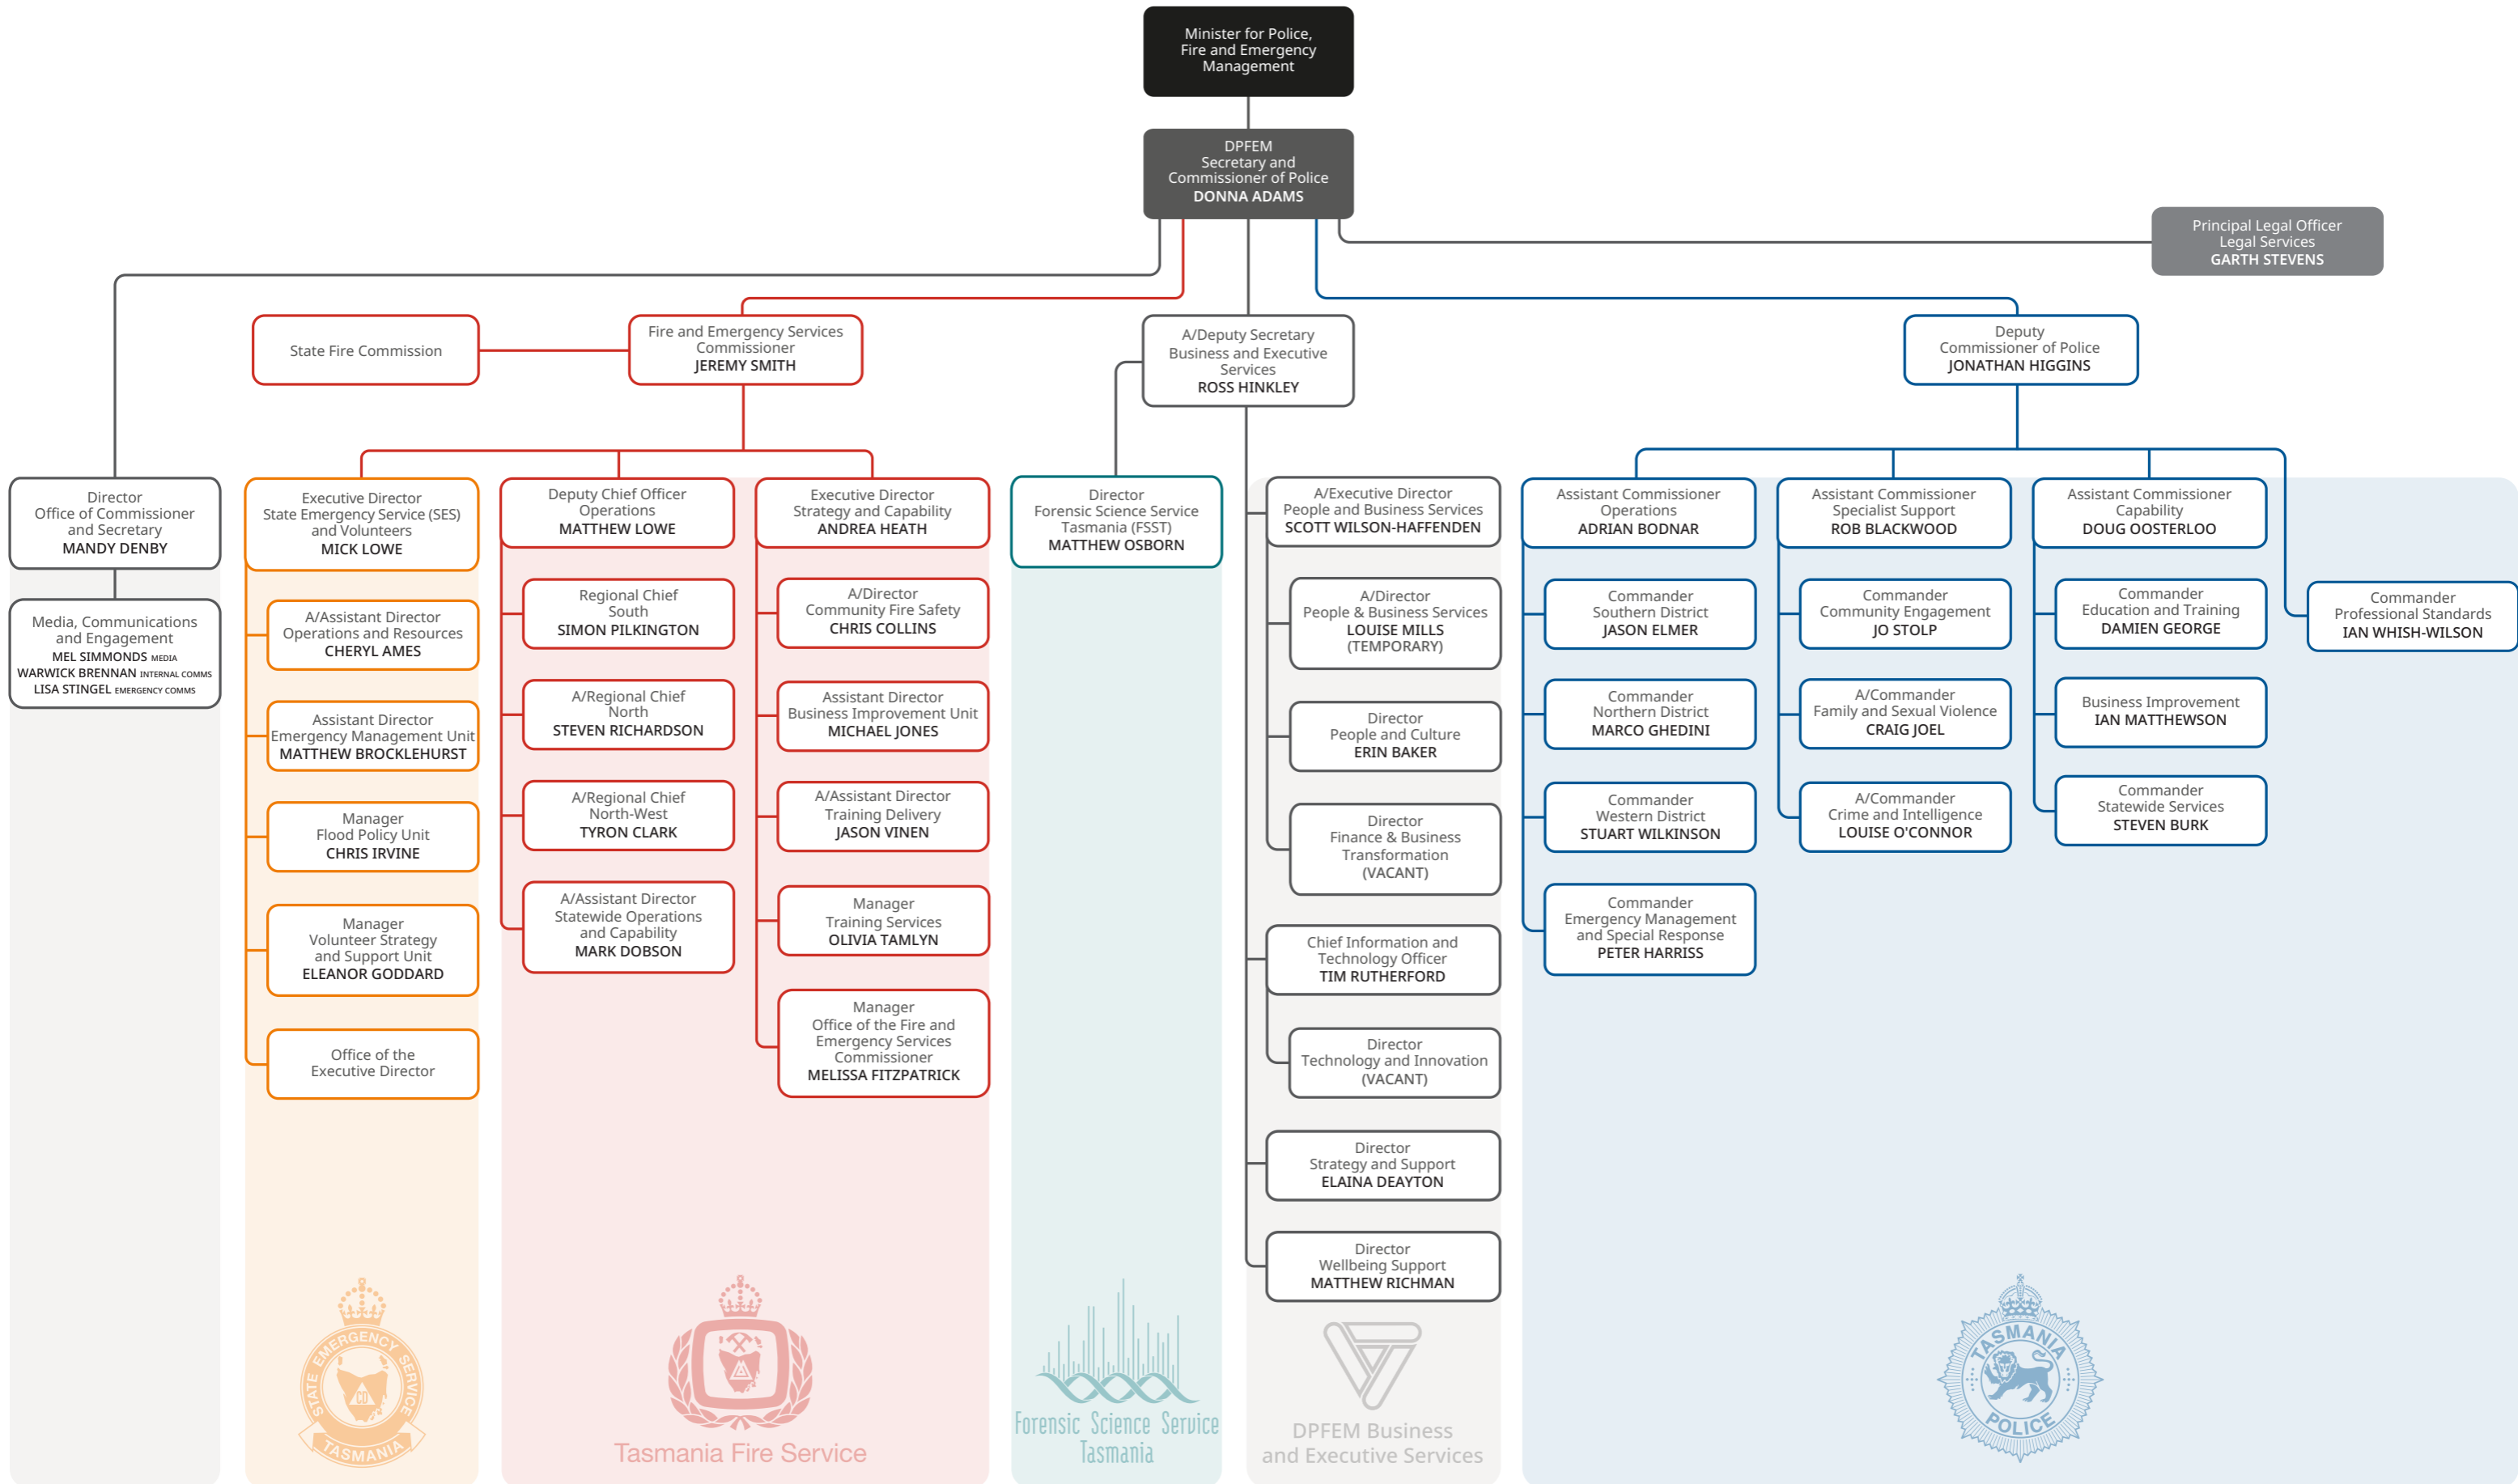 Minister for Police,
Fire and Emergency
Management
DPFEM
Secretary and
Commissioner of Police
DONNA ADAMS
Principal Legal Officer
Legal Services
GARTH STEVENS
State Fire Commission
Fire and Emergency Services
Commissioner
JEREMY SMITH
A/Deputy Secretary
Business and Executive
Services
ROSS HINKLEY
Deputy
Commissioner of Police
JONATHAN HIGGINS
Director
Office of Commissioner
and Secretary
MANDY DENBY
Media, Communications
and Engagement
MEL SIMMONDS MEDIA
WARWICK BRENNAN INTERNAL COMMS
LISA STINGEL EMERGENCY COMMS
Executive Director
State Emergency Service (SES)
and Volunteers
MICK LOWE
A/Assistant Director
Operations and Resources
CHERYL AMES
Assistant Director
Emergency Management Unit
MATTHEW BROCKLEHURST
Manager
Flood Policy Unit
CHRIS IRVINE
Manager
Volunteer Strategy
and Support Unit
ELEANOR GODDARD
Office of the
Executive Director
Deputy Chief Officer
Operations
MATTHEW LOWE
Regional Chief
South
SIMON PILKINGTON
A/Regional Chief
North
STEVEN RICHARDSON
A/Regional Chief
North-West
TYRON CLARK
A/Assistant Director
Statewide Operations
and Capability
MARK DOBSON
Executive Director
Strategy and Capability
ANDREA HEATH
A/Director
Community Fire Safety
CHRIS COLLINS
Assistant Director
Business Improvement Unit
MICHAEL JONES
A/Assistant Director
Training Delivery
JASON VINEN
Manager
Training Services
OLIVIA TAMLYN
Manager
Office of the Fire and
Emergency Services
Commissioner
MELISSA FITZPATRICK
Director
Forensic Science Service
Tasmania (FSST)
MATTHEW OSBORN
A/Executive Director
People and Business Services
SCOTT WILSON-HAFFENDEN
A/Director
People & Business Services
LOUISE MILLS
(TEMPORARY)
Director
People and Culture
ERIN BAKER
Director
Finance & Business
Transformation
(VACANT)
Chief Information and
Technology Officer
TIM RUTHERFORD
Director
Technology and Innovation
(VACANT)
Director
Strategy and Support
ELAINA DEAYTON
Director
Wellbeing Support
MATTHEW RICHMAN
Assistant Commissioner
Operations
ADRIAN BODNAR
Commander
Southern District
JASON ELMER
Commander
Northern District
MARCO GHEDINI
Commander
Western District
STUART WILKINSON
Commander
Emergency Management
and Special Response
PETER HARRISS
Assistant Commissioner
Specialist Support
ROB BLACKWOOD
Commander
Community Engagement
JO STOLP
A/Commander
Family and Sexual Violence
CRAIG JOEL
A/Commander
Crime and Intelligence
LOUISE O'CONNOR
Assistant Commissioner
Capability
DOUG OOSTERLOO
Commander
Education and Training
DAMIEN GEORGE
Business Improvement
IAN MATTHEWSON
Commander
Statewide Services
STEVEN BURK
Commander
Professional Standards
IAN WHISH-WILSON
STATE EMERGENCY SERVICE
CD
TASMANIA
Tasmania Fire Service
Forensic Science Service
Tasmania
DPFEM Business
and Executive Services
TASMANIA
POLICE